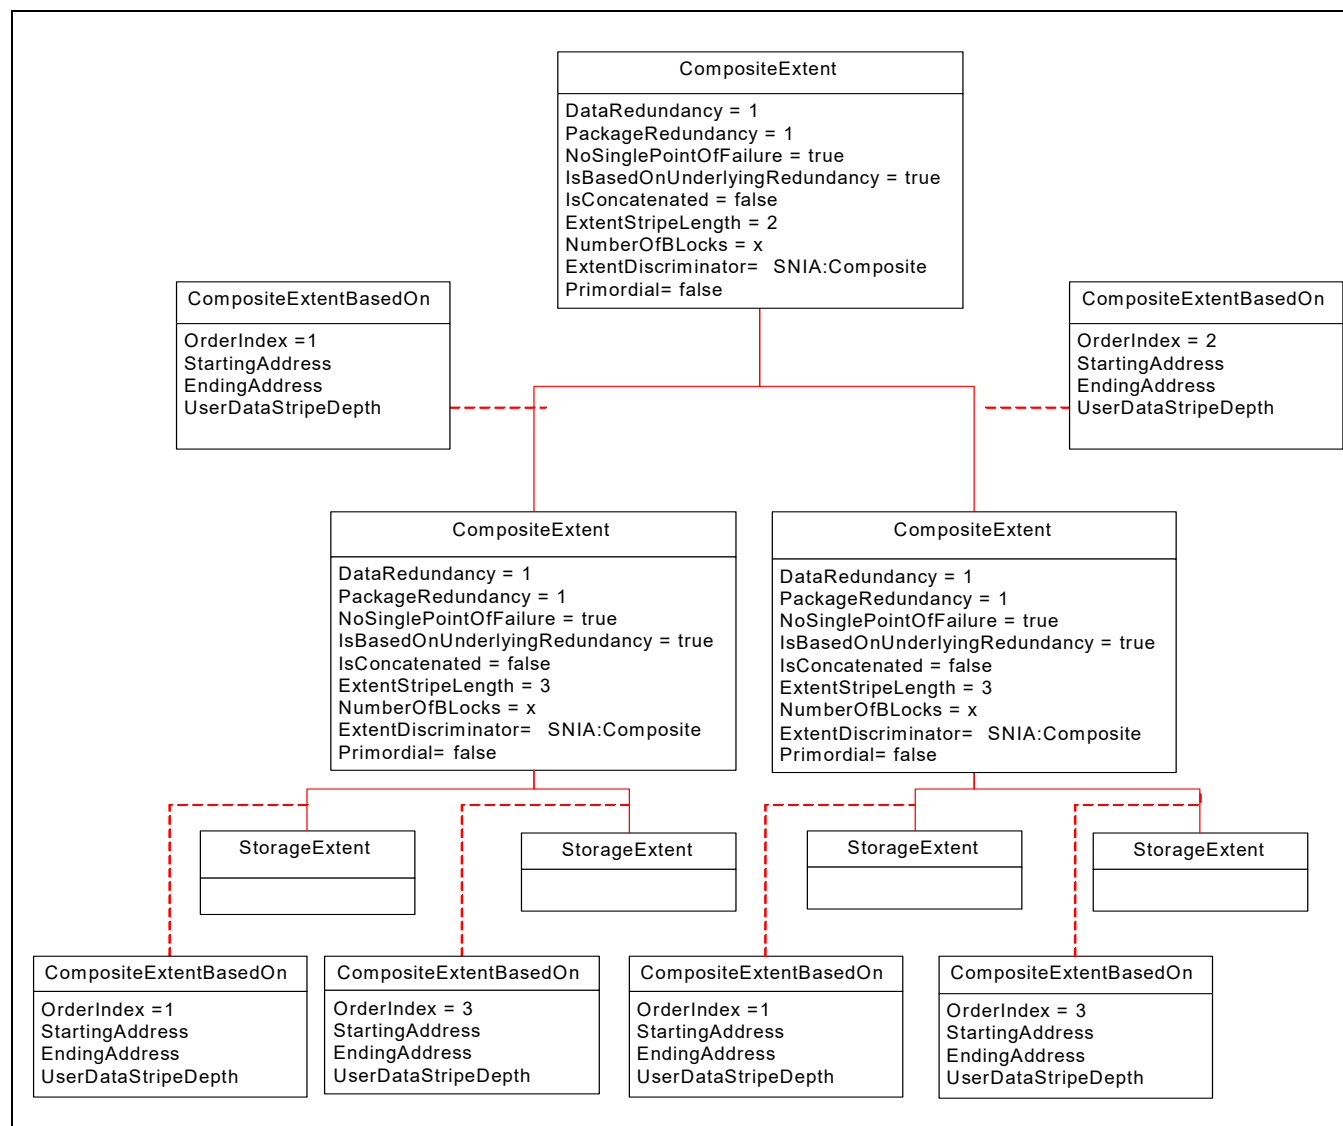 CompositeExtent
DataRedundancy = 1
PackageRedundancy = 1
NoSinglePointOfFailure = true
IsBasedOnUnderlyingRedundancy = true
IsConcatenated = false
ExtentStripeLength = 2
NumberOfBLocks = x
ExtentDiscriminator= SNIA:Composite
Primordial= false
CompositeExtentBasedOn
OrderIndex =1
StartingAddress
EndingAddress
UserDataStripeDepth
CompositeExtentBasedOn
OrderIndex = 2
StartingAddress
EndingAddress
UserDataStripeDepth
CompositeExtent
DataRedundancy = 1
PackageRedundancy = 1
NoSinglePointOfFailure = true
IsBasedOnUnderlyingRedundancy = true
IsConcatenated = false
ExtentStripeLength = 3
NumberOfBLocks = x
ExtentDiscriminator= SNIA:Composite
Primordial= false
CompositeExtent
DataRedundancy = 1
PackageRedundancy = 1
NoSinglePointOfFailure = true
IsBasedOnUnderlyingRedundancy = true
IsConcatenated = false
ExtentStripeLength = 3
NumberOfBLocks = x
ExtentDiscriminator= SNIA:Composite
Primordial= false
StorageExtent
StorageExtent
StorageExtent
StorageExtent
CompositeExtentBasedOn
OrderIndex =1
StartingAddress
EndingAddress
UserDataStripeDepth
CompositeExtentBasedOn
OrderIndex = 3
StartingAddress
EndingAddress
UserDataStripeDepth
CompositeExtentBasedOn
OrderIndex =1
StartingAddress
EndingAddress
UserDataStripeDepth
CompositeExtentBasedOn
OrderIndex = 3
StartingAddress
EndingAddress
UserDataStripeDepth